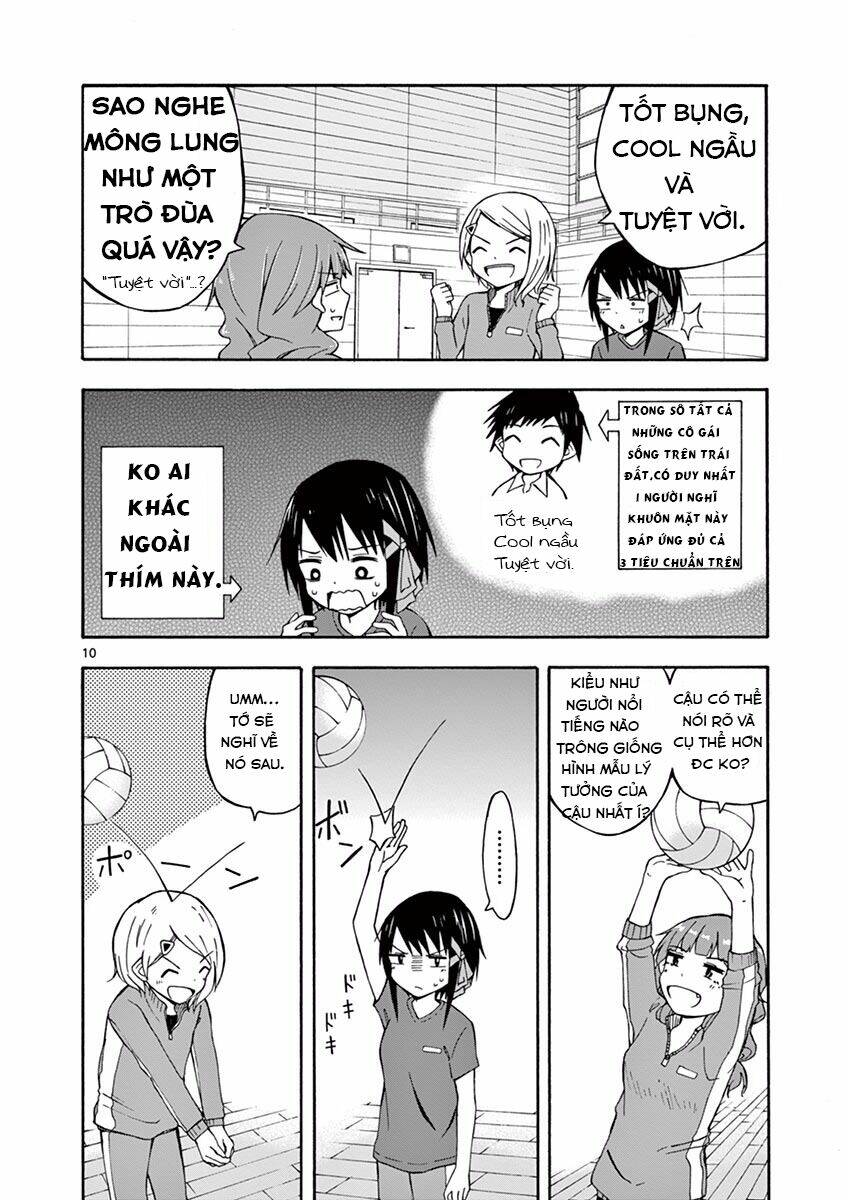 TỐT BỤNG,
COOL NGẦU
VÀ
TUYỆT VỜI.
SAO NGHE
MÔNG LUNG
NHƯ MỘT
TRÒ ĐÙA
QUÁ VẬY?
"Tuyệt vời"...?
TRONG SỐ TẤT CẢ
NHỮNG CÔ GÁI
SỐNG TRÊN TRÁI
ĐẤT,CÓ DUY NHẤT
1 NGƯỜI NGHĨ
KHUÔN MẶT NÀY
ĐÁP ỨNG ĐỦ CẢ
3 TIÊU CHUẨN TRÊN
Tốt bụng
Cool ngầu
Tuyệt vời.
KO AI
KHÁC
NGOÀI
THÍM NÀY.
10
CẬU CÓ THỂ
NÓI RÕ VÀ
CỤ THỂ HƠN
ĐC KO?
KIỂU NHƯ
NGƯỜI NỔI
TIẾNG NÀO
TRÔNG GIỐNG
HÌNH MẪU LÝ
TƯỞNG CỦA
CẬU NHẤT Í?
.........
ボン
ドキ
ドキ
UMM...
TỚ SẼ
NGHĨ VỀ
NÓ SAU.
ポン